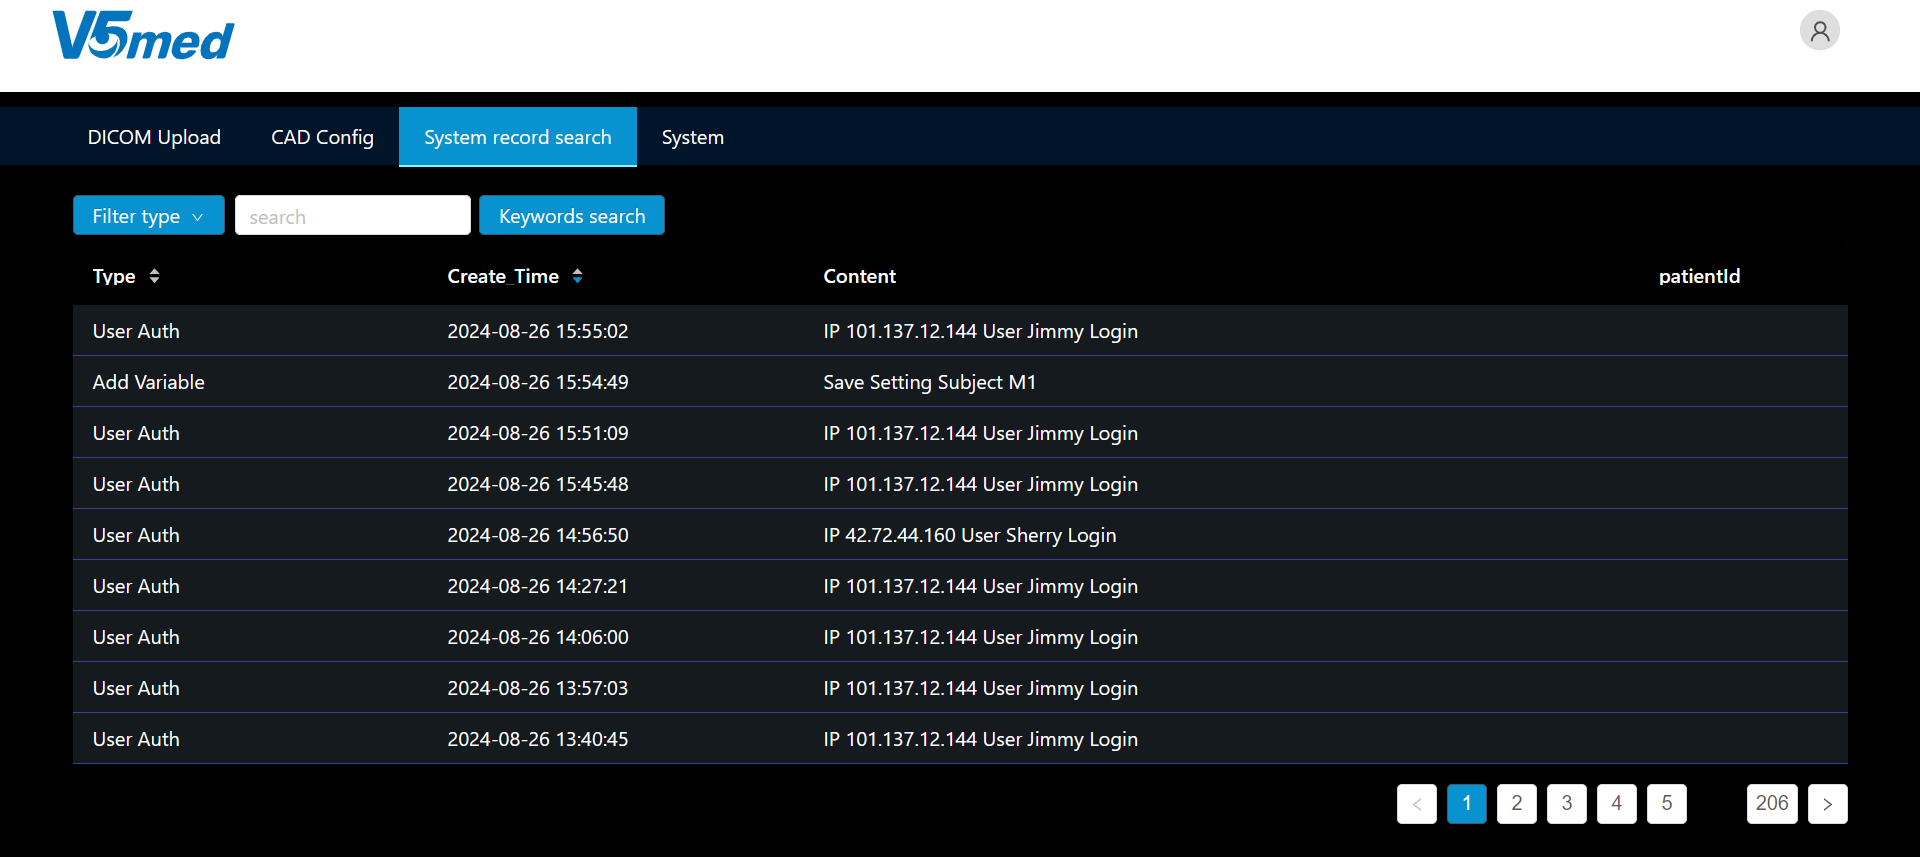 V5med
DICOM Upload CAD Config System record search System
Filter type search Keywords search
Type Create_Time Content patientId
User Auth 2024-08-26 15:55:02 IP 101.137.12.144 User Jimmy Login
Add Variable 2024-08-26 15:54:49 Save Setting Subject M1
User Auth 2024-08-26 15:51:09 IP 101.137.12.144 User Jimmy Login
User Auth 2024-08-26 15:45:48 IP 101.137.12.144 User Jimmy Login
User Auth 2024-08-26 14:56:50 IP 42.72.44.160 User Sherry Login
User Auth 2024-08-26 14:27:21 IP 101.137.12.144 User Jimmy Login
User Auth 2024-08-26 14:06:00 IP 101.137.12.144 User Jimmy Login
User Auth 2024-08-26 13:57:03 IP 101.137.12.144 User Jimmy Login
User Auth 2024-08-26 13:40:45 IP 101.137.12.144 User Jimmy Login
< 1 2 3 4 5 206 >